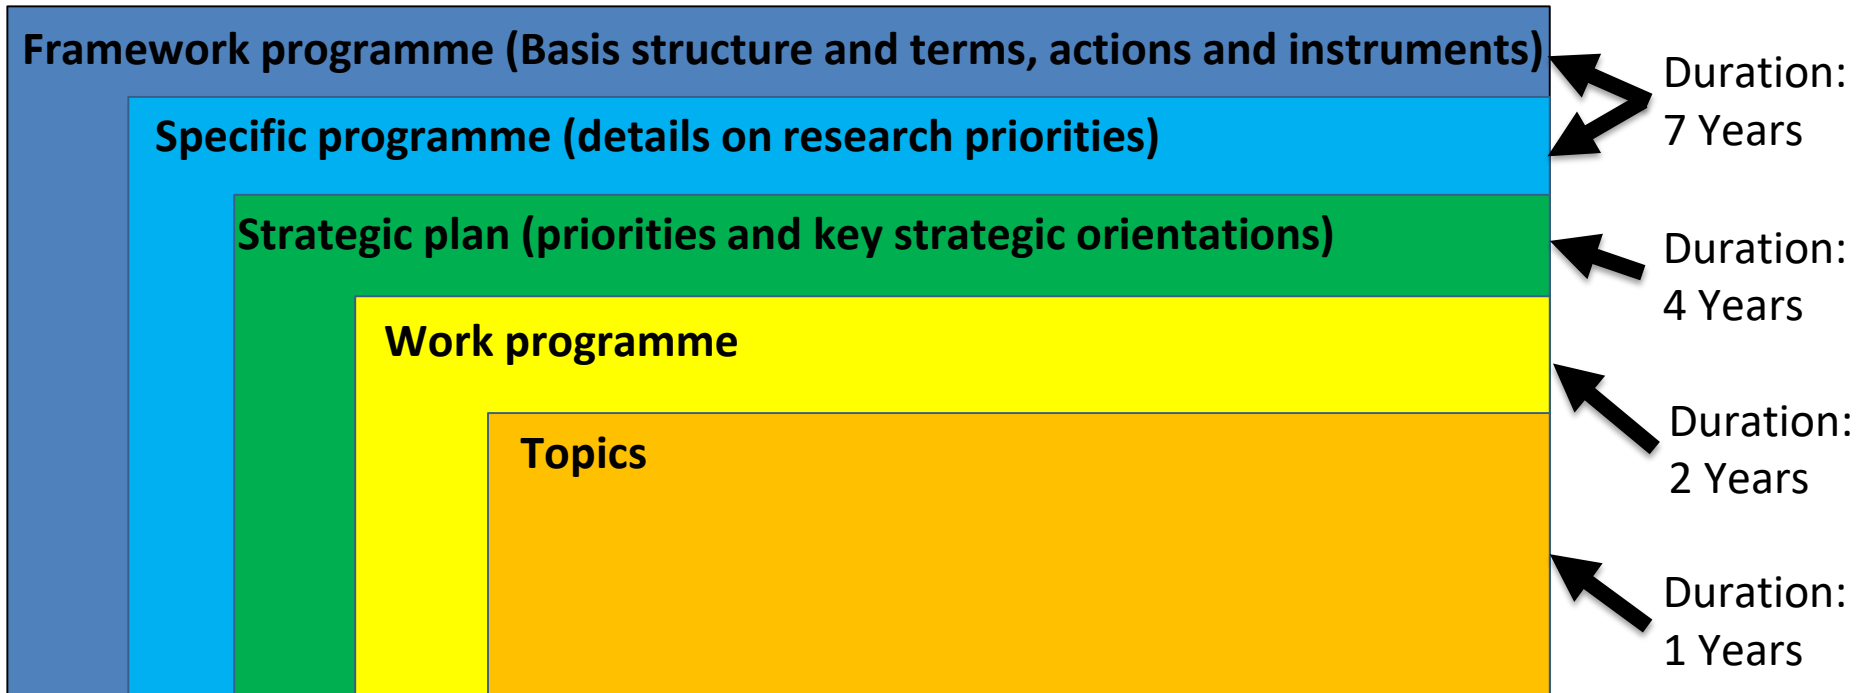 Framework programme (Basis structure and terms, actions and instruments)
Duration:
7 Years
Specific programme (details on research priorities)
Strategic plan (priorities and key strategic orientations)
Duration:
4 Years
Work programme
Duration:
2 Years
Topics
Duration:
1 Years